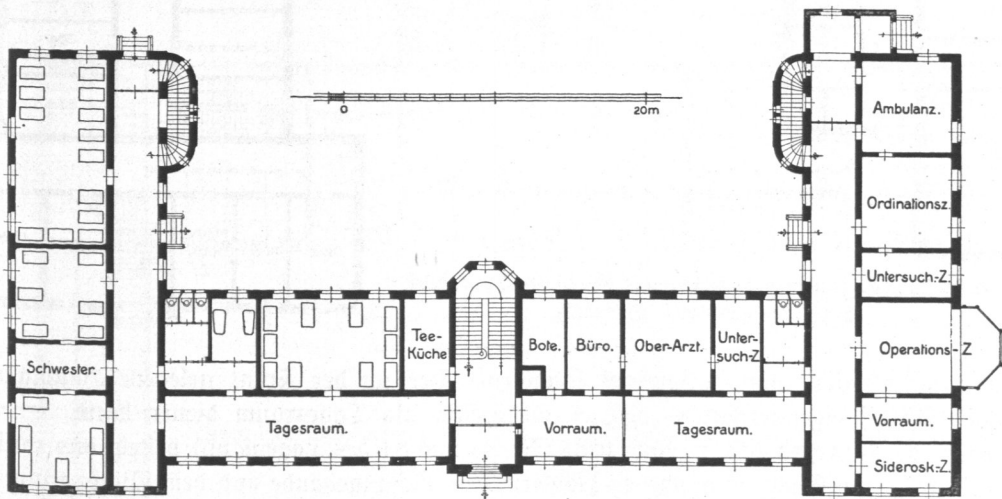 0
20m
Ambulanz.
Ordinationsz.
Untersuch.-Z.
Operations-Z
Vorraum.
Siderosk-Z
Schwester.
Tee-
Küche
Bote.
Büro.
Ober-Arzt.
Unter-
such-Z.
Tagesraum.
Vorraum.
Tagesraum.